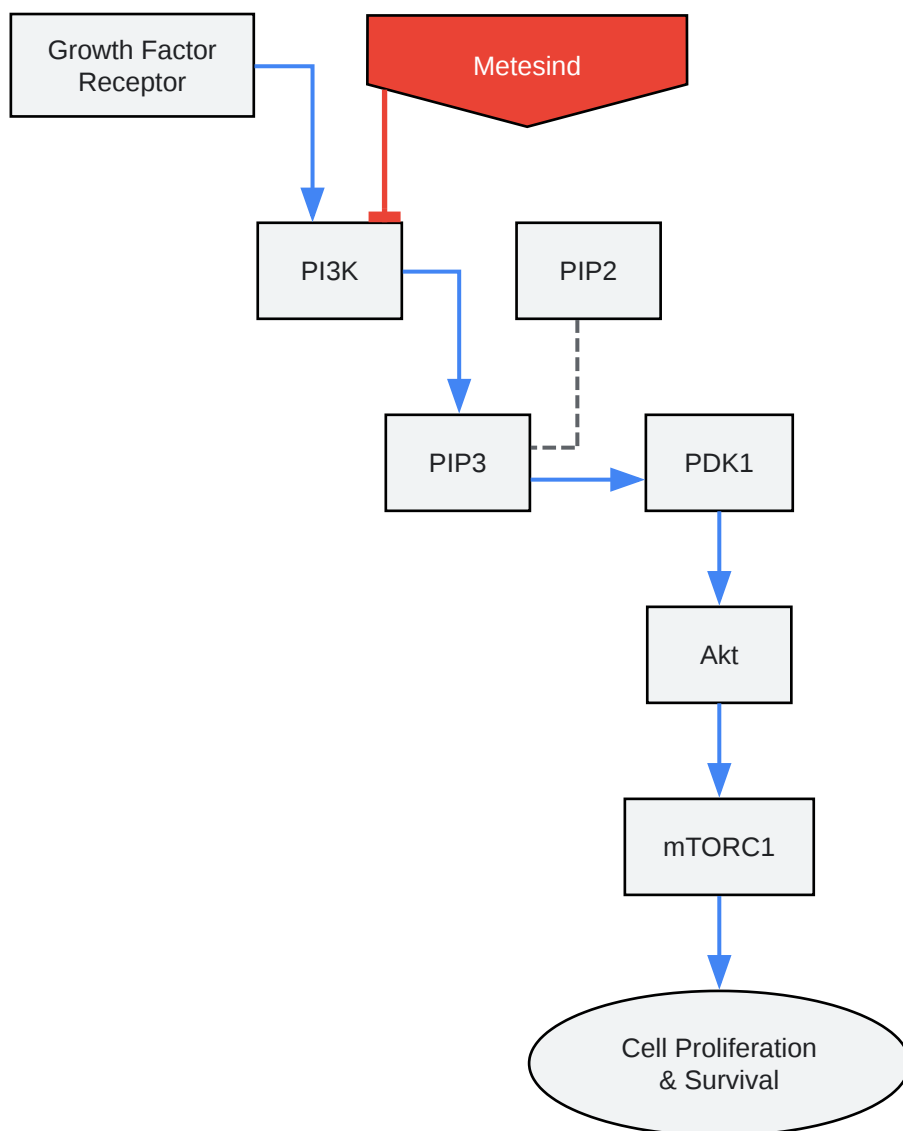 Growth Factor
Receptor
Metesind
PI3K
PIP2
PIP3
PDK1
Akt
mTORC1
Cell Proliferation
& Survival